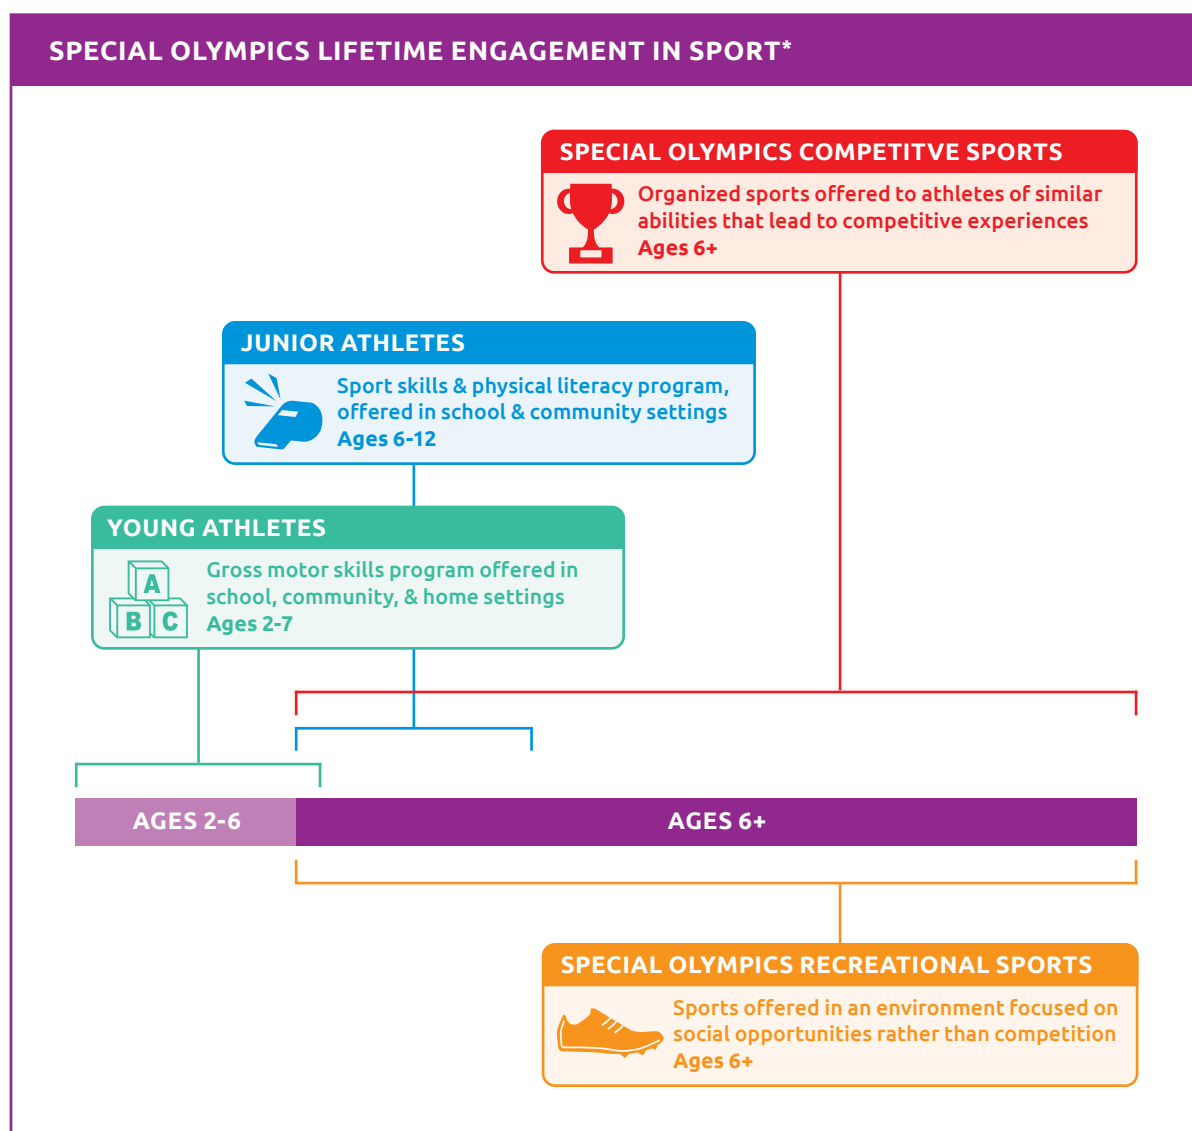 SPECIAL OLYMPICS LIFETIME ENGAGEMENT IN SPORT*
SPECIAL OLYMPICS COMPETITVE SPORTS
Organized sports offered to athletes of similar
abilities that lead to competitive experiences
Ages 6+
JUNIOR ATHLETES
Sport skills & physical literacy program,
offered in school & community settings
Ages 6-12
YOUNG ATHLETES
A
B C
Gross motor skills program offered in
school, community, & home settings
Ages 2-7
AGES 2-6
AGES 6+
SPECIAL OLYMPICS RECREATIONAL SPORTS
Sports offered in an environment focused on
social opportunities rather than competition
Ages 6+